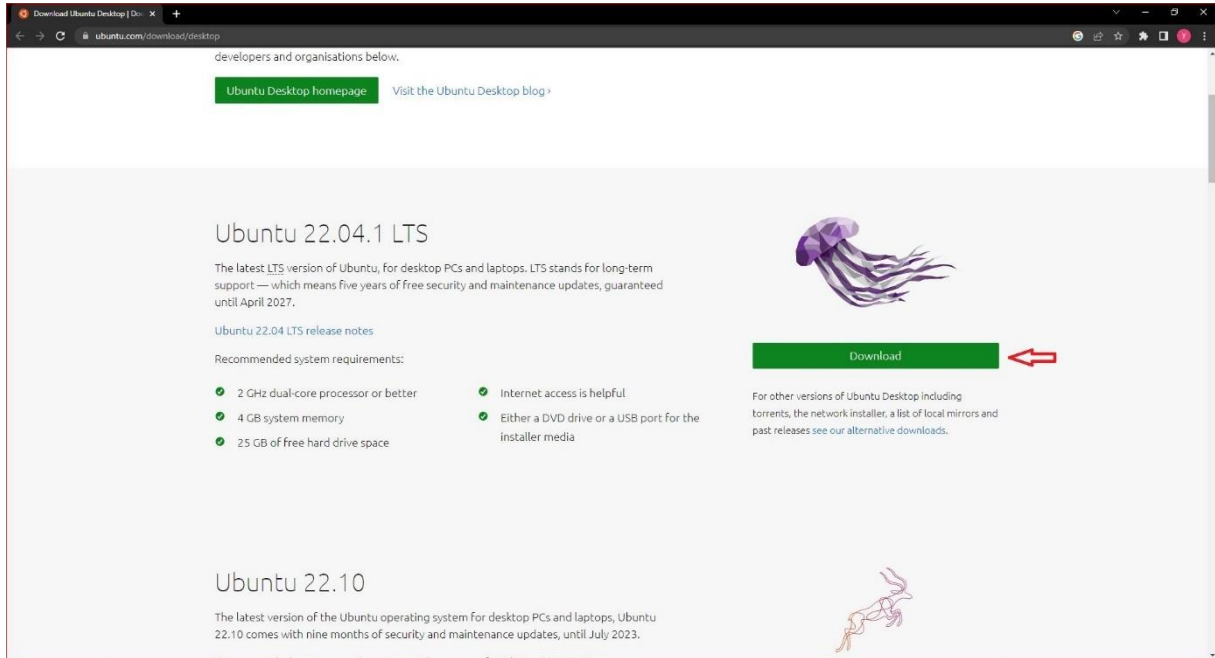 Download Ubuntu Desktop | Do
ubuntu.com/download/desktop
developers and organisations below.
Ubuntu Desktop homepage
Visit the Ubuntu Desktop blog ›
Ubuntu 22.04.1 LTS
The latest LTS version of Ubuntu, for desktop PCs and laptops. LTS stands for long-term
support — which means five years of free security and maintenance updates, guaranteed
until April 2027.
Ubuntu 22.04 LTS release notes
Recommended system requirements:
2 GHz dual-core processor or better
4 GB system memory
25 GB of free hard drive space
Internet access is helpful
Either a DVD drive or a USB port for the
installer media
Download
For other versions of Ubuntu Desktop including
torrents, the network installer, a list of local mirrors and
past releases see our alternative downloads.
Ubuntu 22.10
The latest version of the Ubuntu operating system for desktop PCs and laptops, Ubuntu
22.10 comes with nine months of security and maintenance updates, until July 2023.